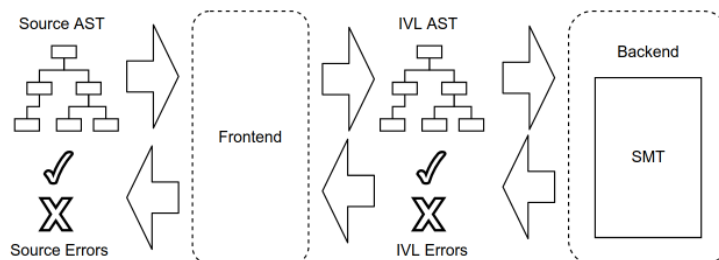 Source AST
IVL AST
Backend
Frontend
SMT
Source Errors
IVL Errors